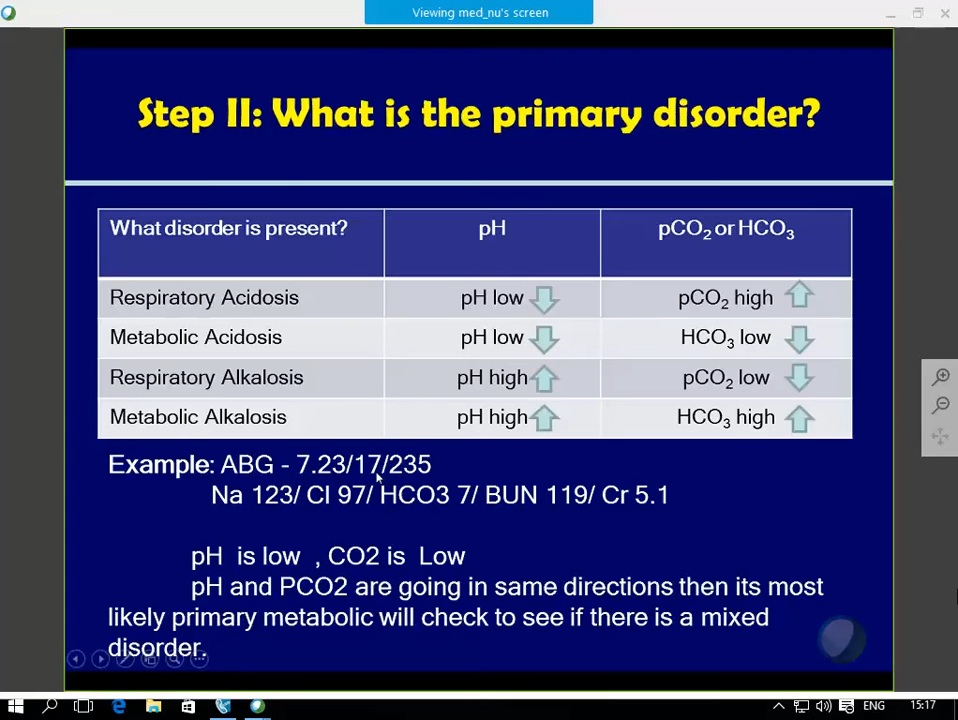 Viewing med_nu's screen
Step II: What is the primary disorder?
What disorder is present? pH pCO₂ or HCO₃
Respiratory Acidosis pH low pCO₂ high
Metabolic Acidosis pH low HCO₃ low
Respiratory Alkalosis pH high pCO₂ low
Metabolic Alkalosis pH high HCO₃ high
Example: ABG - 7.23/17/235
Na 123/ Cl 97/ HCO3 7/ BUN 119/ Cr 5.1
pH is low , CO2 is Low
pH and PCO2 are going in same directions then its most
likely primary metabolic will check to see if there is a mixed
disorder.
ENG 15:17